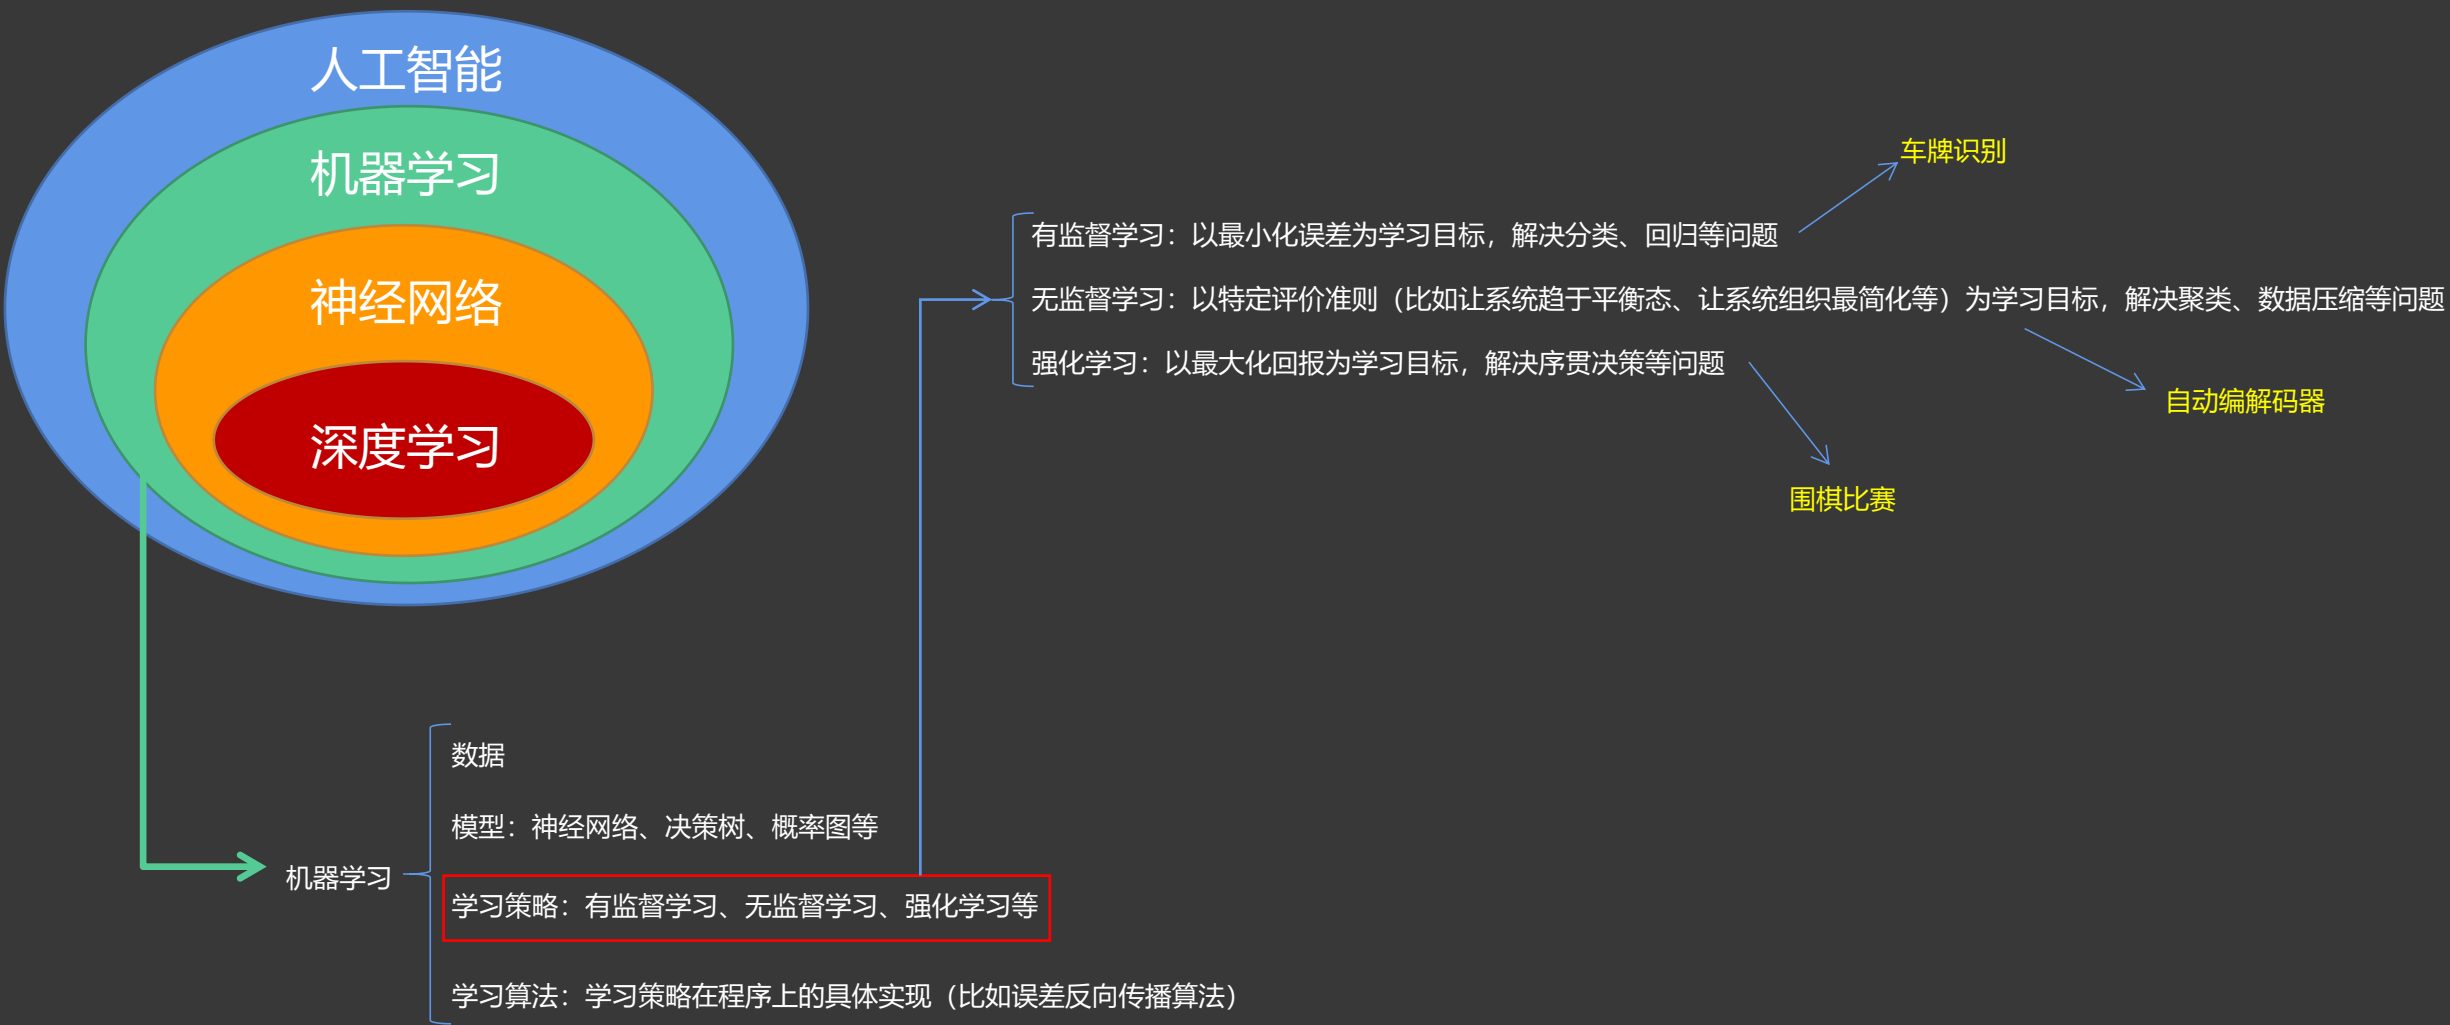 人工智能
机器学习
神经网络
深度学习
车牌识别
有监督学习：以最小化误差为学习目标，解决分类、回归等问题
无监督学习：以特定评价准则（比如让系统趋于平衡态、让系统组织最简化等）为学习目标，解决聚类、数据压缩等问题
强化学习：以最大化回报为学习目标，解决序贯决策等问题
自动编解码器
围棋比赛
机器学习
数据
模型：神经网络、决策树、概率图等
学习策略：有监督学习、无监督学习、强化学习等
学习算法：学习策略在程序上的具体实现（比如误差反向传播算法）